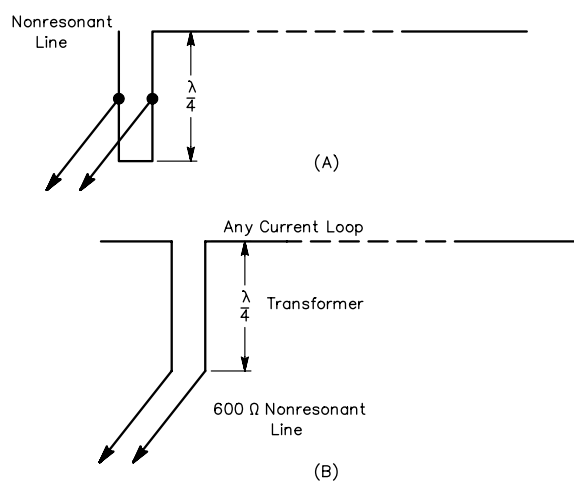 Nonresonant
Line
λ
4
(A)
Any Current Loop
λ
4
Transformer
600 Ω Nonresonant
Line
(B)